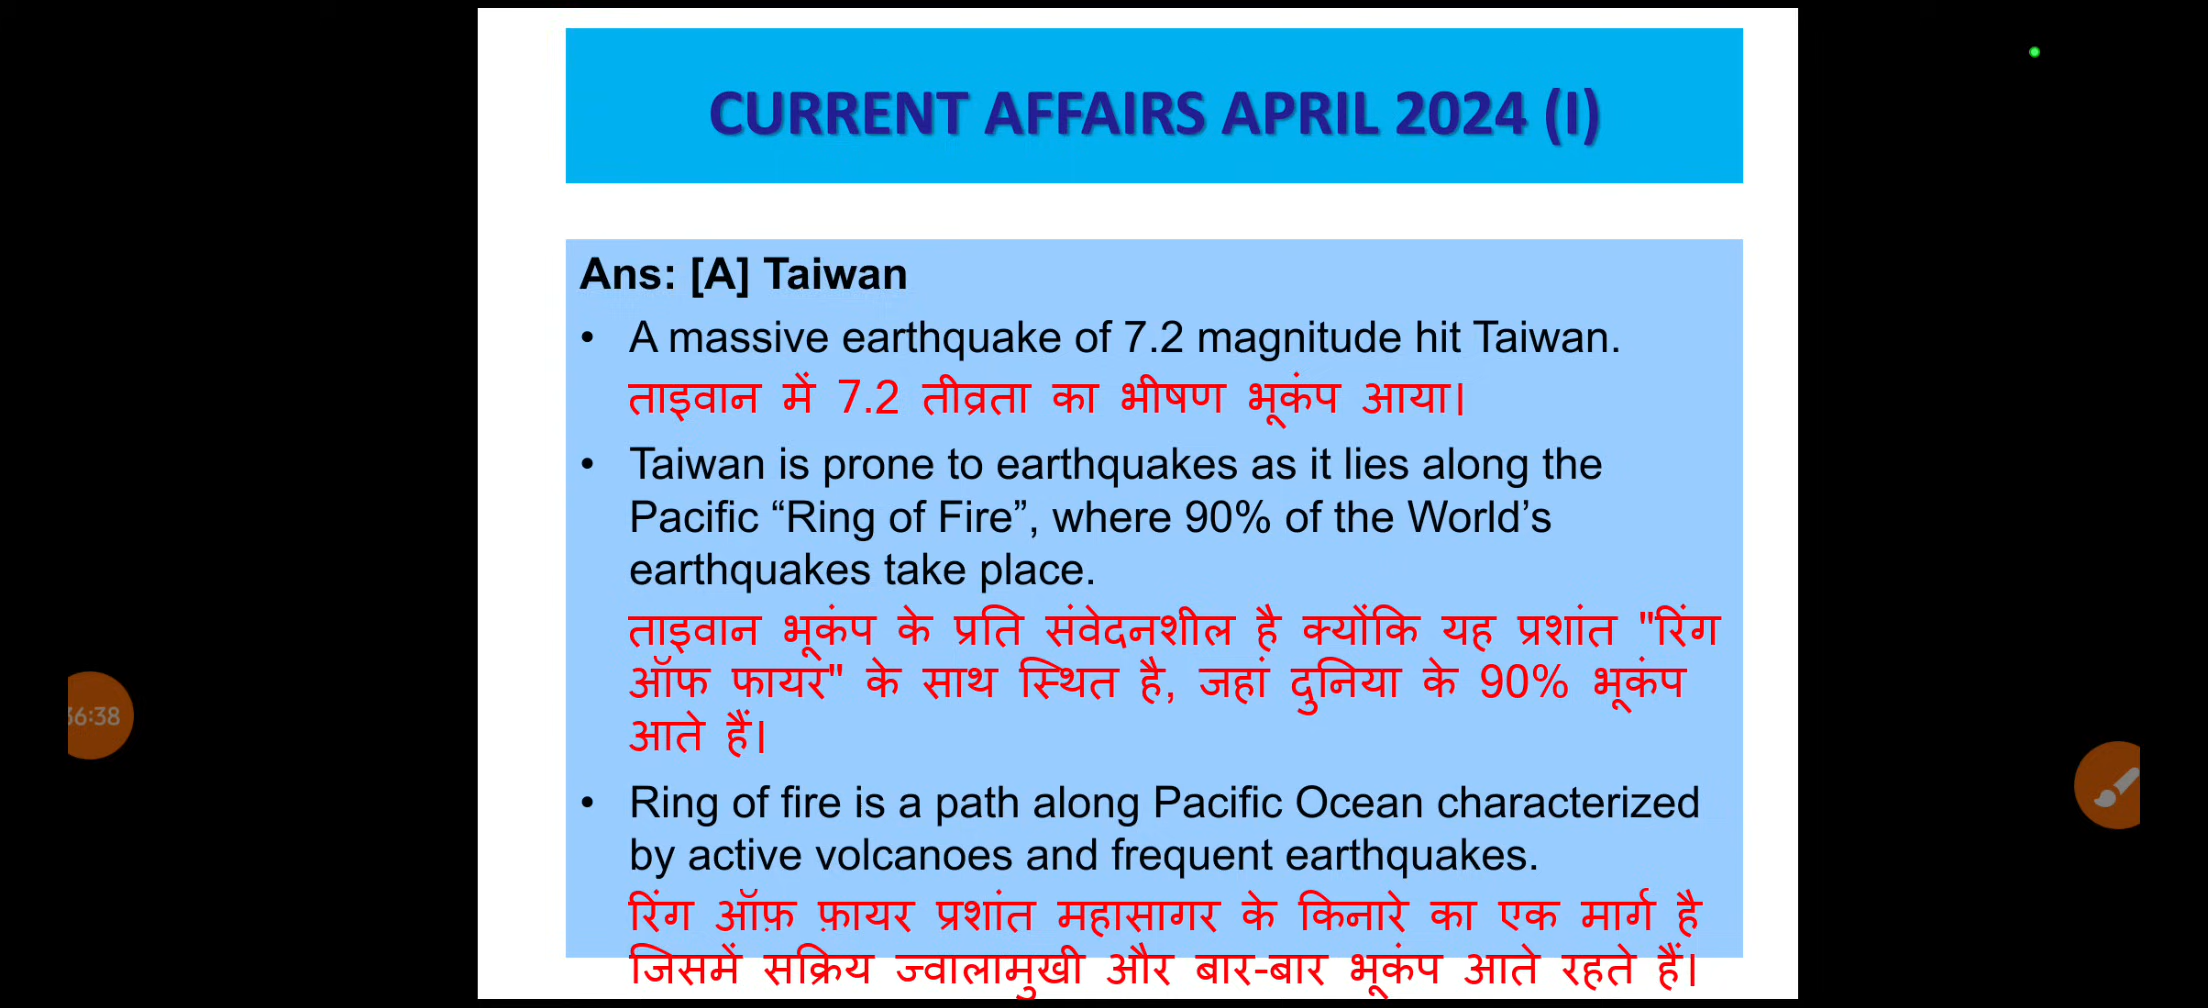 CURRENT AFFAIRS APRIL 2024 (I)
Ans: [A] Taiwan
• A massive earthquake of 7.2 magnitude hit Taiwan.
ताइवान में 7.2 तीव्रता का भीषण भूकंप आया।
• Taiwan is prone to earthquakes as it lies along the
Pacific “Ring of Fire”, where 90% of the World’s
earthquakes take place.
ताइवान भूकंप के प्रति संवेदनशील है क्योंकि यह प्रशांत "रिंग
ऑफ फायर" के साथ स्थित है, जहां दुनिया के 90% भूकंप
आते हैं।
• Ring of fire is a path along Pacific Ocean characterized
by active volcanoes and frequent earthquakes.
रिंग ऑफ़ फ़ायर प्रशांत महासागर के किनारे का एक मार्ग है
जिसमें सक्रिय ज्वालामुखी और बार-बार भूकंप आते रहते हैं।
36:38